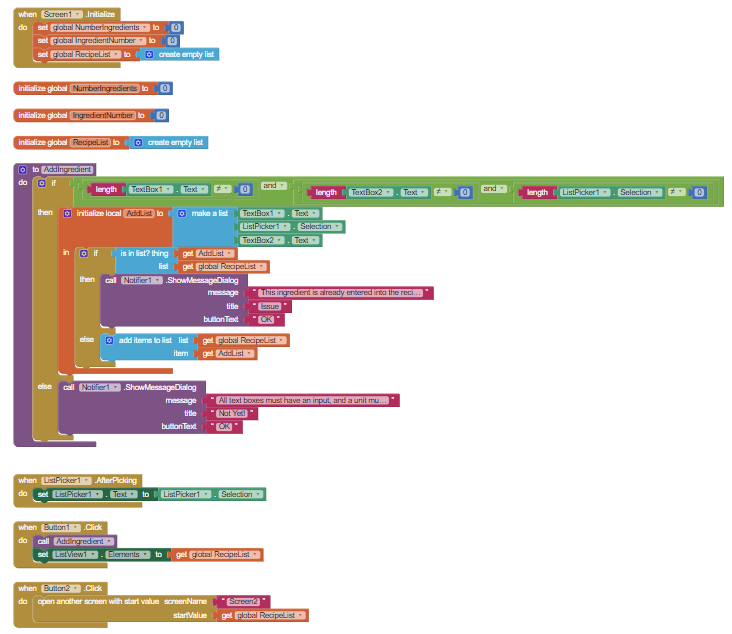 when Screen1 .Initialize
do set global NumberIngredients to 0
set global IngredientNumber to 0
set global RecipeList to create empty list
initialize global NumberIngredients to 0
initialize global IngredientNumber to 0
initialize global RecipeList to create empty list
to AddIngredient
do if length TextBox1 . Text ≠ 0 and length TextBox2 . Text ≠ 0 and length ListPicker1 . Selection ≠ 0
then initialize local AddList to make a list TextBox1 . Text
ListPicker1 . Selection
TextBox2 . Text
in if is in list? thing get AddList
list get global RecipeList
then call Notifier1 .ShowMessageDialog
message " This ingredient is already entered into the reci... "
title " Issue "
buttonText " OK "
else add items to list list get global RecipeList
item get AddList
else call Notifier1 .ShowMessageDialog
message " All text boxes must have an input, and a unit mu... "
title " Not Yet! "
buttonText " OK "
when ListPicker1 .AfterPicking
do set ListPicker1 . Text to ListPicker1 . Selection
when Button1 .Click
do call AddIngredient
set ListView1 . Elements to get global RecipeList
when Button2 .Click
do open another screen with start value screenName " Screen2 "
startValue get global RecipeList